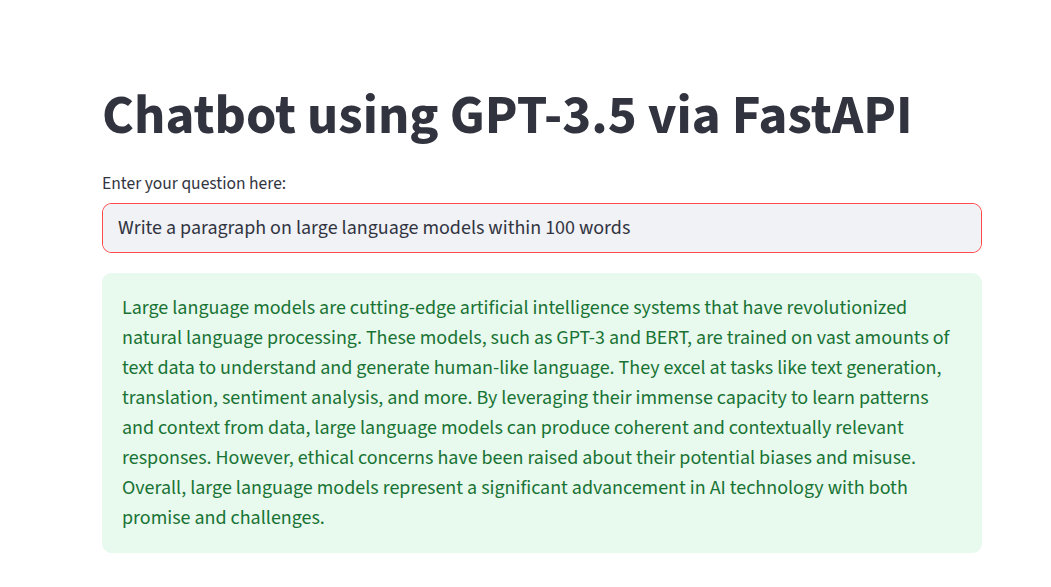 Chatbot using GPT-3.5 via FastAPI
Enter your question here:
Write a paragraph on large language models within 100 words
Large language models are cutting-edge artificial intelligence systems that have revolutionized
natural language processing. These models, such as GPT-3 and BERT, are trained on vast amounts of
text data to understand and generate human-like language. They excel at tasks like text generation,
translation, sentiment analysis, and more. By leveraging their immense capacity to learn patterns
and context from data, large language models can produce coherent and contextually relevant
responses. However, ethical concerns have been raised about their potential biases and misuse.
Overall, large language models represent a significant advancement in AI technology with both
promise and challenges.